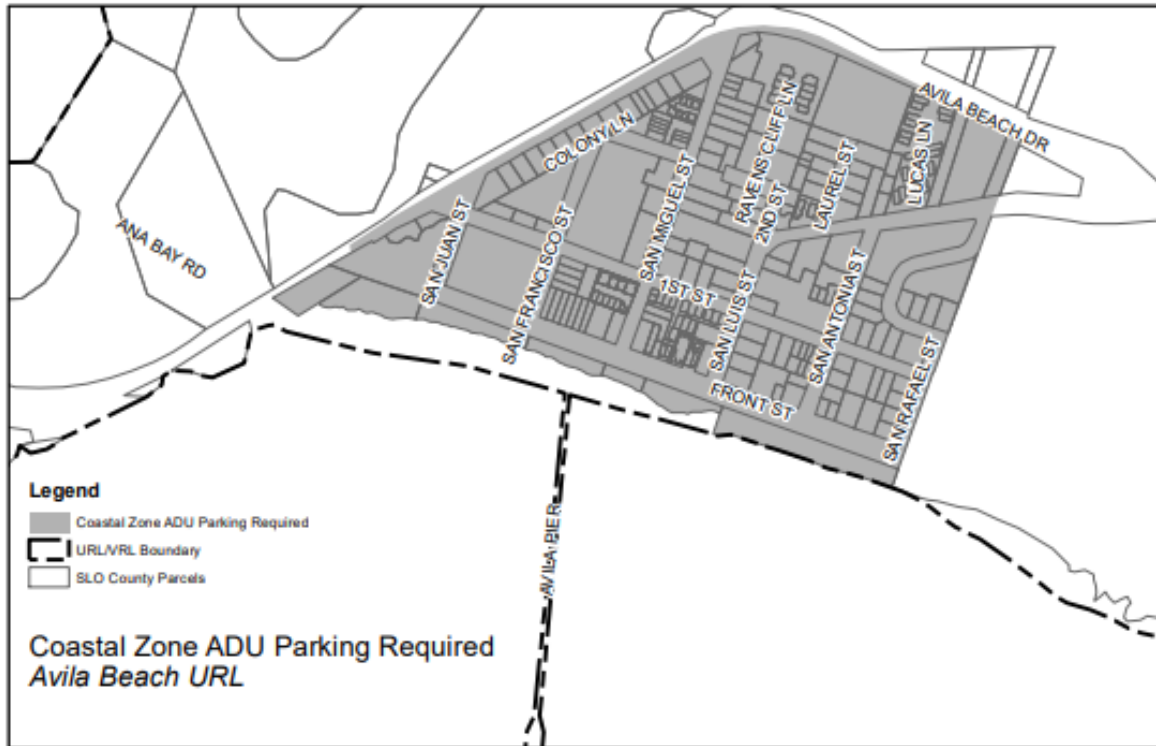 AVILA BEACH DR
COLONY LN
RAVENS CLIFF LN
LUCAS LN
LAUREL ST
SAN MIGUEL ST
2ND ST
ANA BAY RD
SAN JUAN ST
SAN FRANCISCO ST
1ST ST
SAN LUIS ST
SAN ANTONIA ST
SAN RAFAEL ST
FRONT ST
AVILA PIER
Legend
Coastal Zone ADU Parking Required
URL/VRL Boundary
SLO County Parcels
Coastal Zone ADU Parking Required
Avila Beach URL